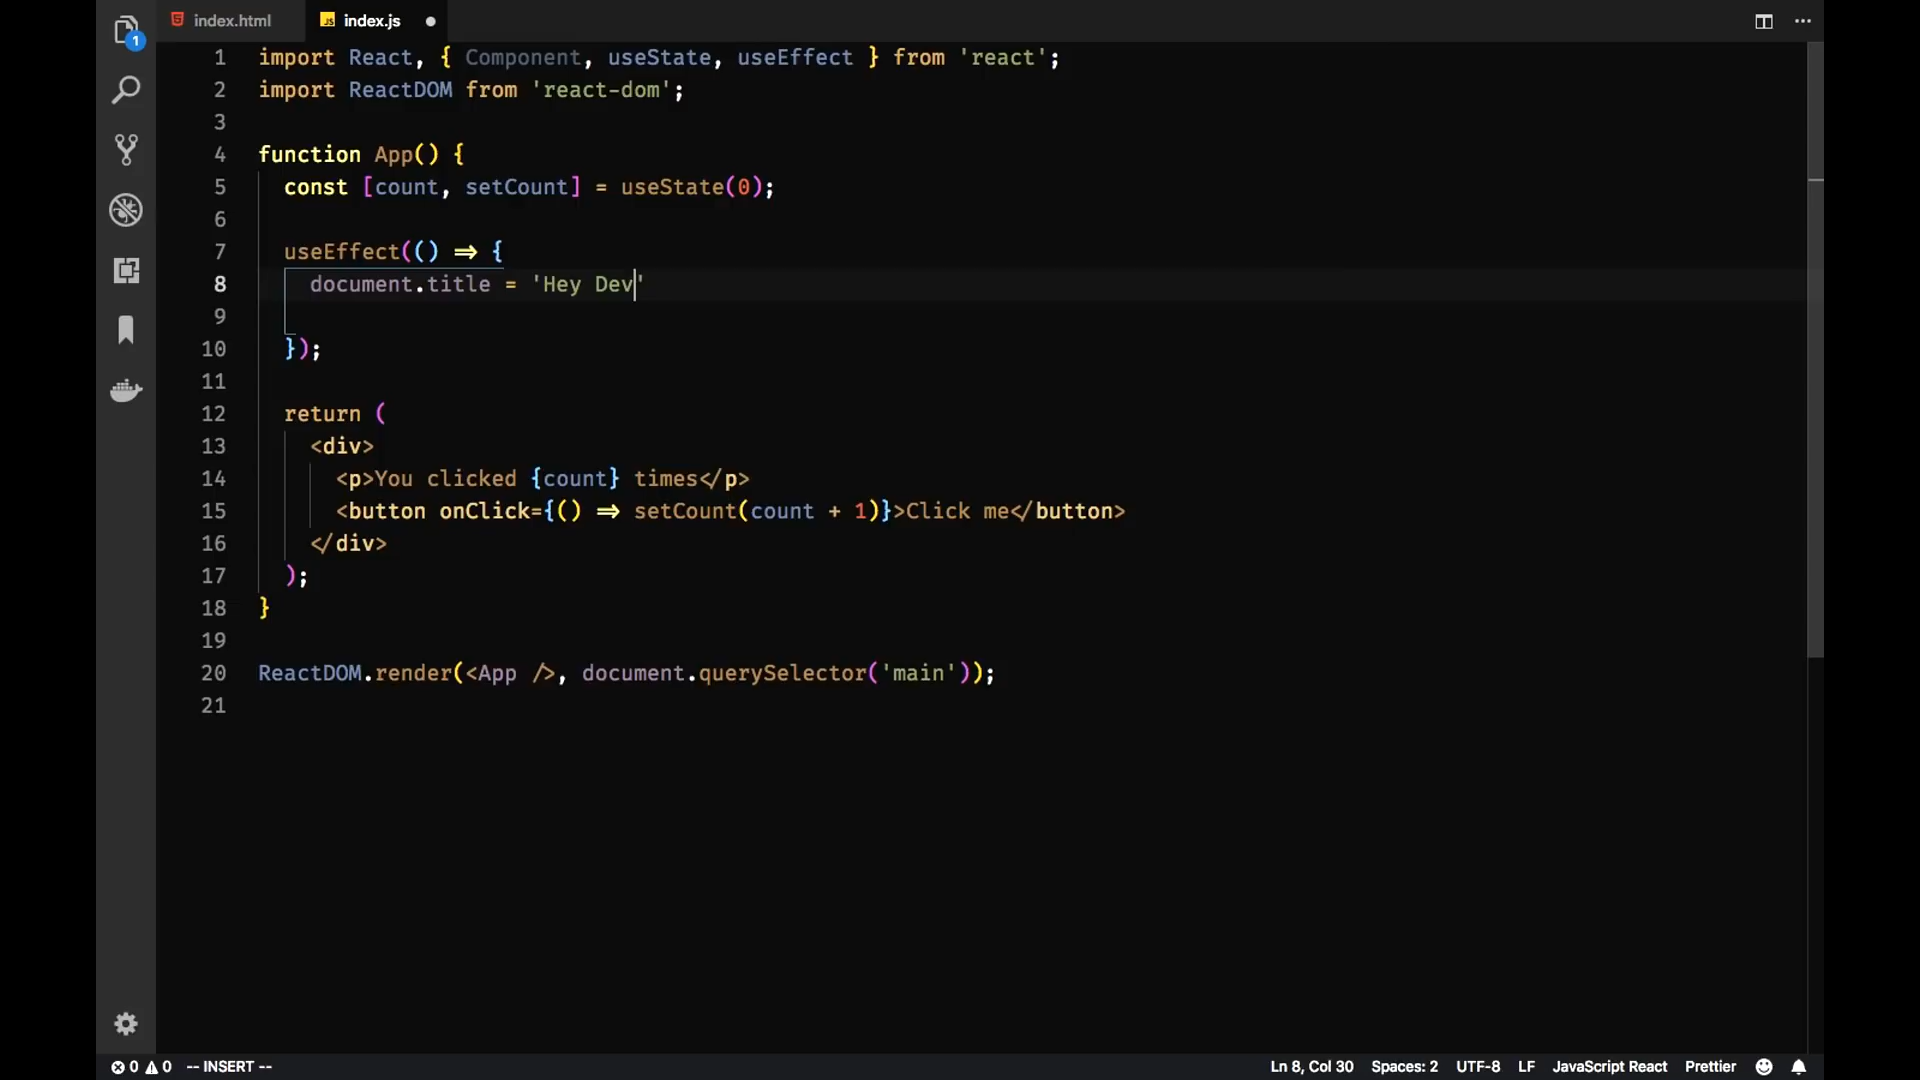 index.html
index.js
1
1 import React, { Component, useState, useEffect } from 'react';
2 import ReactDOM from 'react-dom';
3
4 function App() {
5 const [count, setCount] = useState(0);
6
7 useEffect(() => {
8 document.title = 'Hey Dev'
9
10 });
11
12 return (
13 <div>
14 <p>You clicked {count} times</p>
15 <button onClick={() => setCount(count + 1)}>Click me</button>
16 </div>
17 );
18 }
19
20 ReactDOM.render(<App />, document.querySelector('main'));
21
0 0 -- INSERT -- Ln 8, Col 30 Spaces: 2 UTF-8 LF JavaScript React Prettier